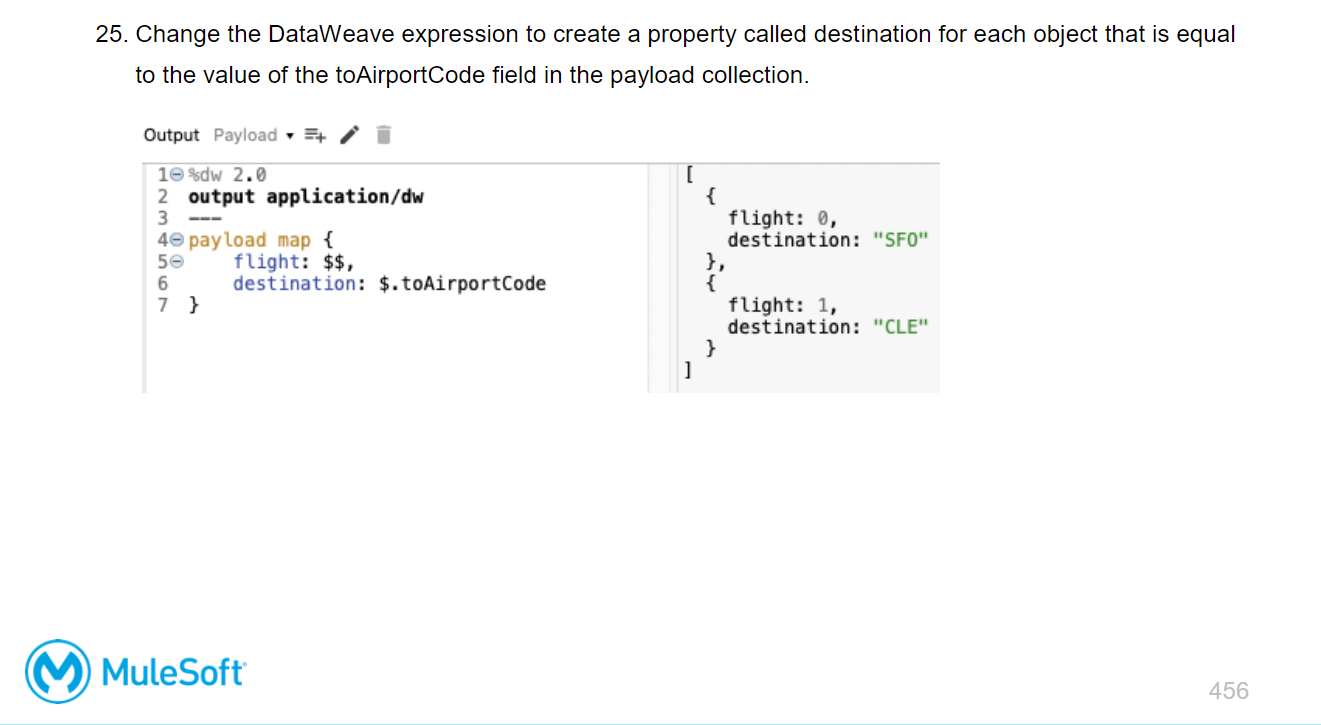 25. Change the DataWeave expression to create a property called destination for each object that is equal
to the value of the toAirportCode field in the payload collection.
Output Payload
1 %dw 2.0
2 output application/dw
3 ---
4 payload map {
5 flight: $$,
6 destination: $.toAirportCode
7 }
[
{
flight: 0,
destination: "SFO"
},
{
flight: 1,
destination: "CLE"
}
]
MuleSoft
456